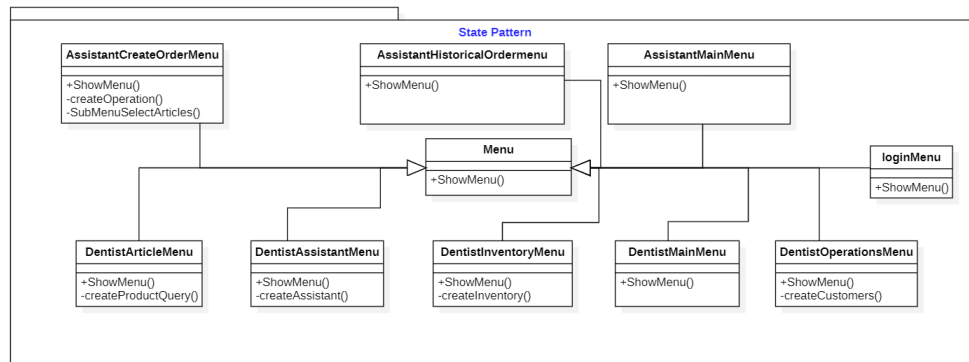 State Pattern
AssistantCreateOrderMenu
+ShowMenu()
-createOperation()
-SubMenuSelectArticles()
AssistantHistoricalOrdermenu
+ShowMenu()
AssistantMainMenu
+ShowMenu()
Menu
+ShowMenu()
loginMenu
+ShowMenu()
DentistArticleMenu
+ShowMenu()
-createProductQuery()
DentistAssistantMenu
+ShowMenu()
-createAssistant()
DentistInventoryMenu
+ShowMenu()
-createInventory()
DentistMainMenu
+ShowMenu()
DentistOperationsMenu
+ShowMenu()
-createCustomers()